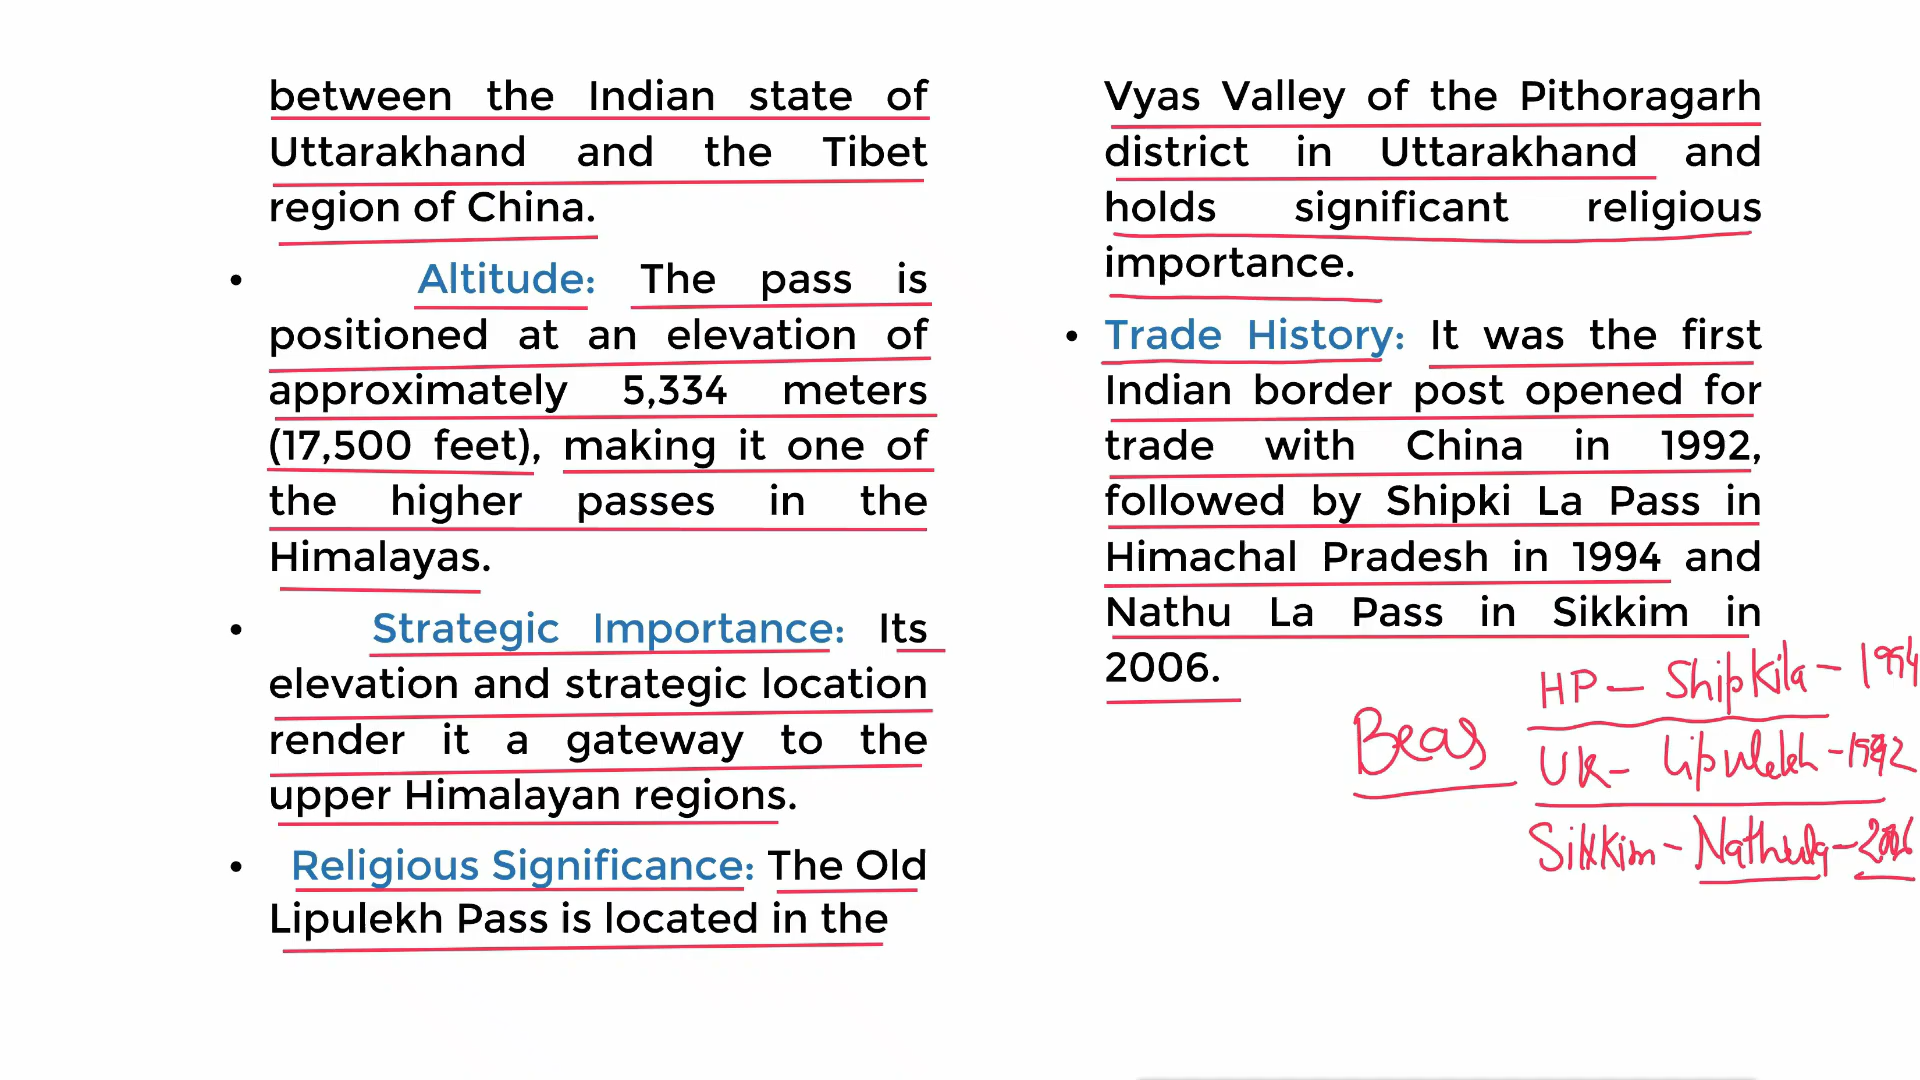 between the Indian state of
Uttarakhand and the Tibet
region of China.
• Altitude: The pass is
positioned at an elevation of
approximately 5,334 meters
(17,500 feet), making it one of
the higher passes in the
Himalayas.
• Strategic Importance: Its
elevation and strategic location
render it a gateway to the
upper Himalayan regions.
• Religious Significance: The Old
Lipulekh Pass is located in the
Vyas Valley of the Pithoragarh
district in Uttarakhand and
holds significant religious
importance.
• Trade History: It was the first
Indian border post opened for
trade with China in 1992,
followed by Shipki La Pass in
Himachal Pradesh in 1994 and
Nathu La Pass in Sikkim in
2006.
HP - Shipkila - 1994
Beas
UK - Lipulekh - 1992
Sikkim - Nathula - 2006